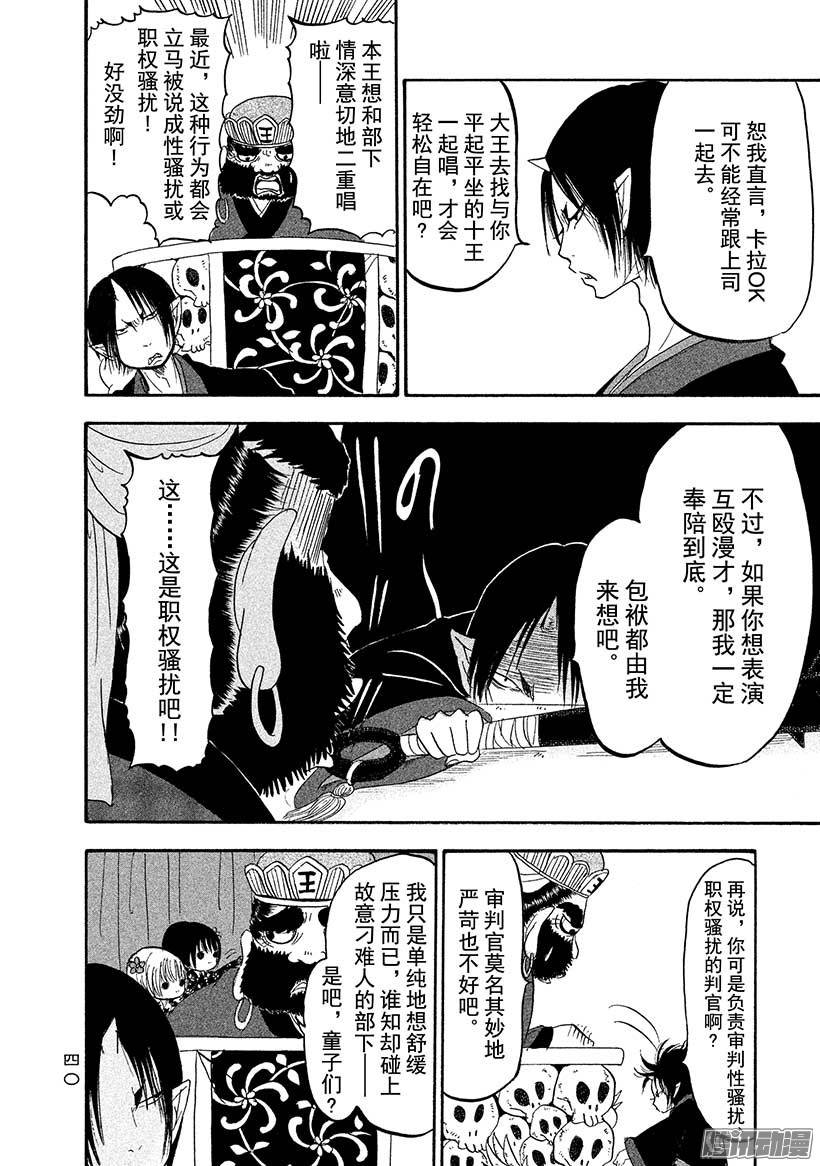 恕我直言，卡拉OK
可不能经常跟上司
一起去。
大王去找与你
平起平坐的十王
一起唱，才会
轻松自在吧？
本王想和部下
情深意切地二重唱
啦——
最近，这种行为都会
立马被说成性骚扰或
职权骚扰！
好没劲啊！
王
不过，如果你想表演
互殴漫才，那我一定
奉陪到底。
包袱都由我
来想吧。
这……这是职权骚扰吧!!
再说，你可是负责审判性骚扰
职权骚扰的判官啊？
审判官莫名其妙地
严苛也不好吧。
我只是单纯地想舒缓
压力而已，谁知却碰上
故意刁难人的部下——
是吧，童子们？
王
四〇
腾讯动漫